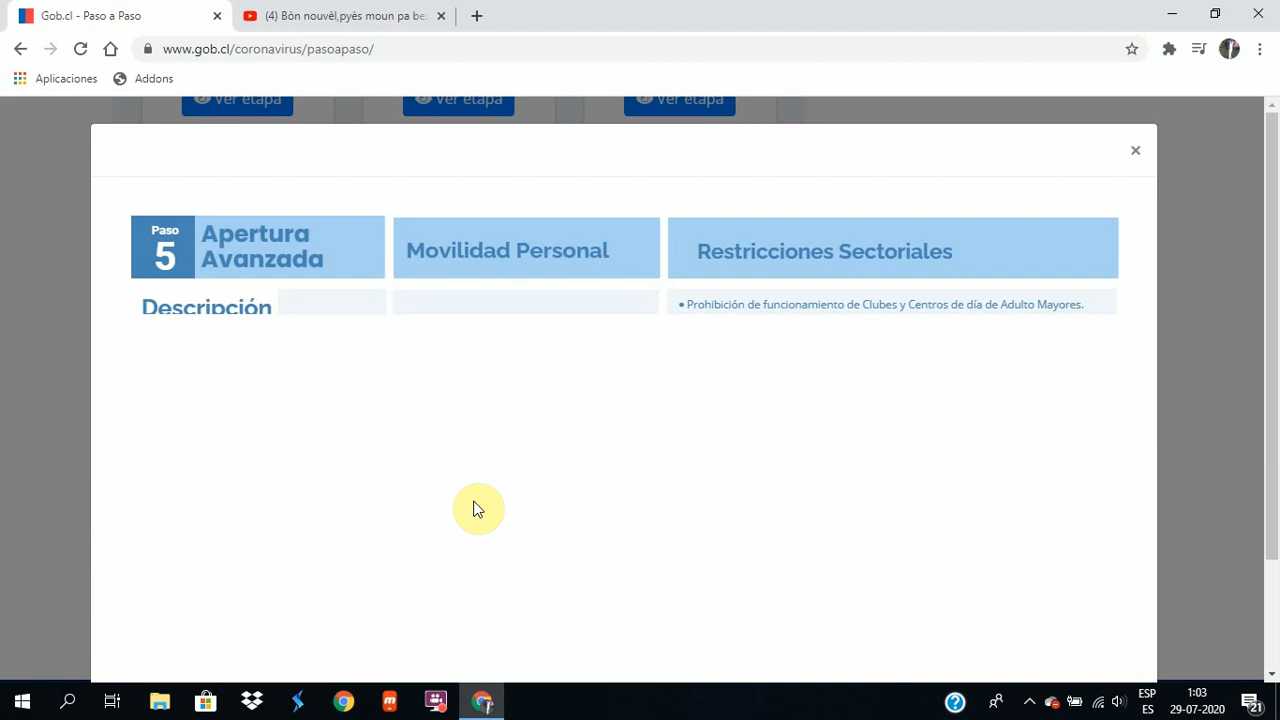 Gob.cl - Paso a Paso
(4) Bòn nouvèl,pyès moun pa bez
www.gob.cl/coronavirus/pasoapaso/
Aplicaciones
Addons
Ver etapa
Ver etapa
Ver etapa
Paso
5
Apertura
Avanzada
Movilidad Personal
Restricciones Sectoriales
Descripción
• Prohibición de funcionamiento de Clubes y Centros de día de Adulto Mayores.
ESP
ES
1:03
29-07-2020
21